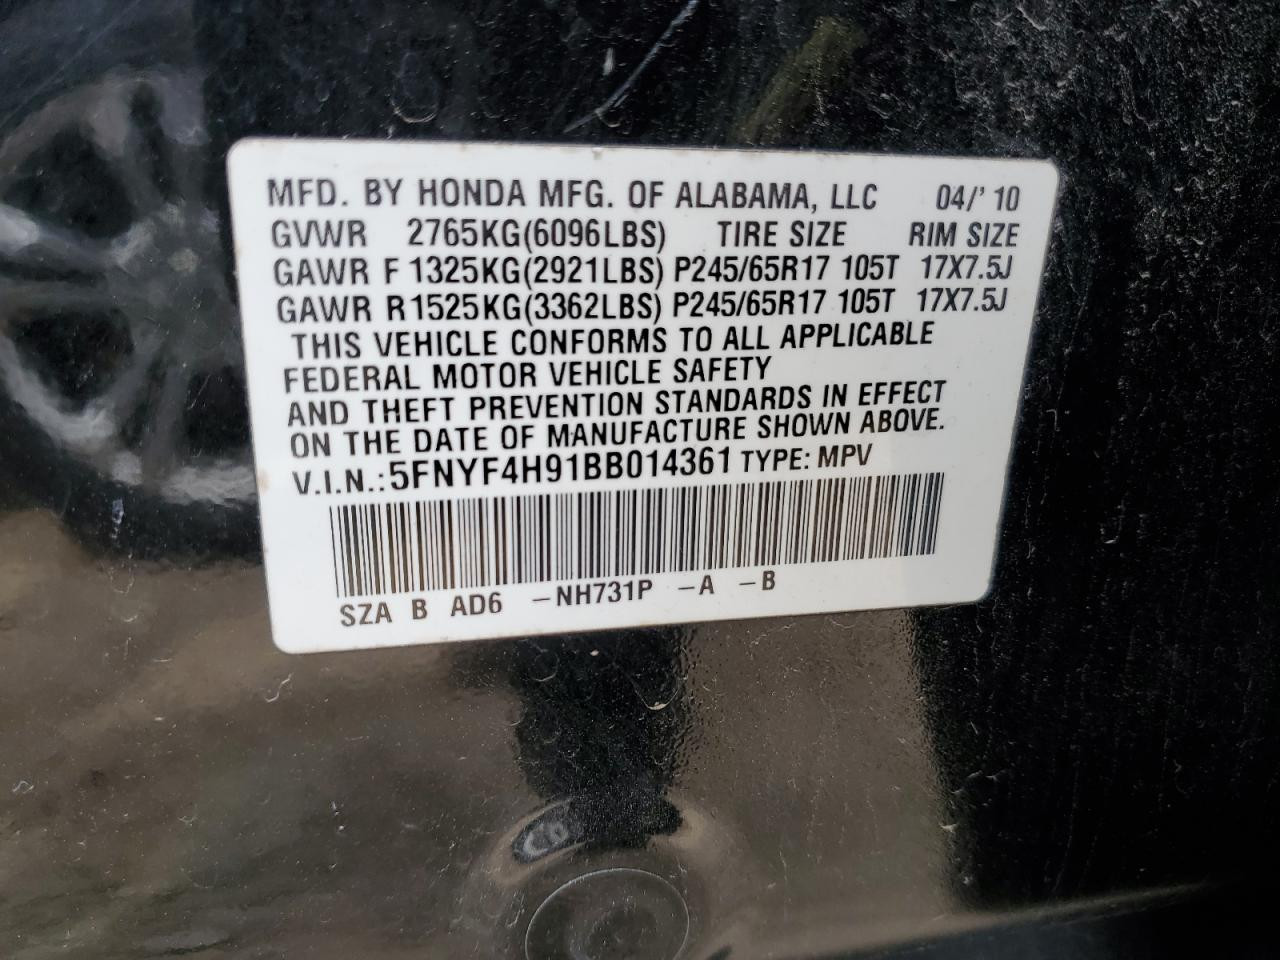 MFD. BY HONDA MFG. OF ALABAMA, LLC 04/' 10
GVWR 2765KG(6096LBS) TIRE SIZE RIM SIZE
GAWR F 1325KG(2921LBS) P245/65R17 105T 17X7.5J
GAWR R 1525KG(3362LBS) P245/65R17 105T 17X7.5J
THIS VEHICLE CONFORMS TO ALL APPLICABLE
FEDERAL MOTOR VEHICLE SAFETY
AND THEFT PREVENTION STANDARDS IN EFFECT
ON THE DATE OF MANUFACTURE SHOWN ABOVE.
V.I.N.:5FNYF4H91BB014361 TYPE: MPV
SZA B AD6 -NH731P -A -B